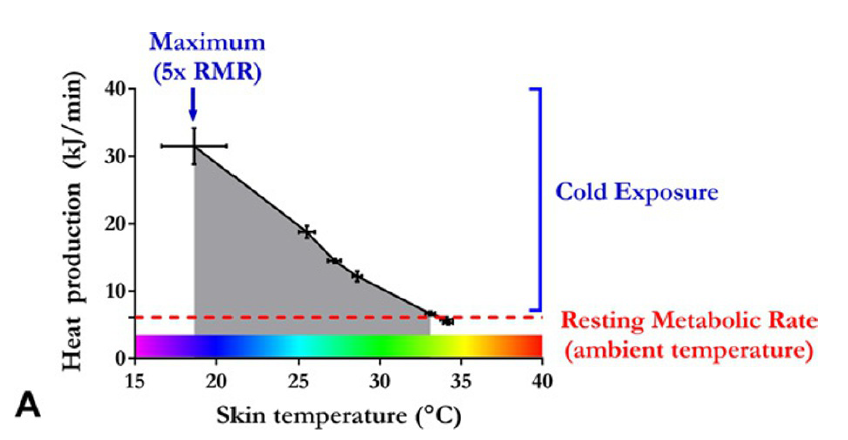 Maximum
(5x RMR)
Heat production (kJ/min)
40
30
20
10
0
Cold Exposure
Resting Metabolic Rate
(ambient temperature)
15 20 25 30 35 40
Skin temperature (°C)
A